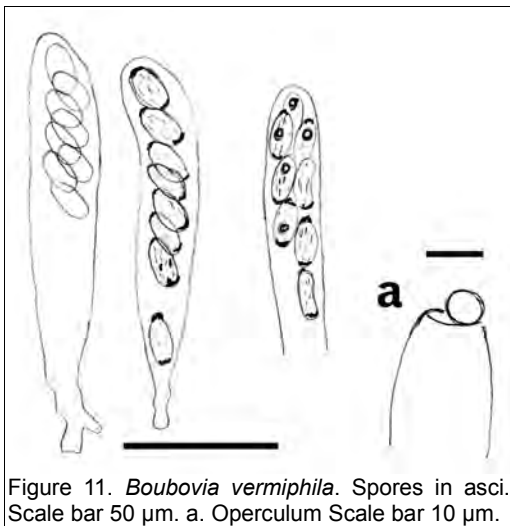 a
Figure 11. Boubovia vermiphila. Spores in asci.
Scale bar 50 µm. a. Operculum Scale bar 10 µm.